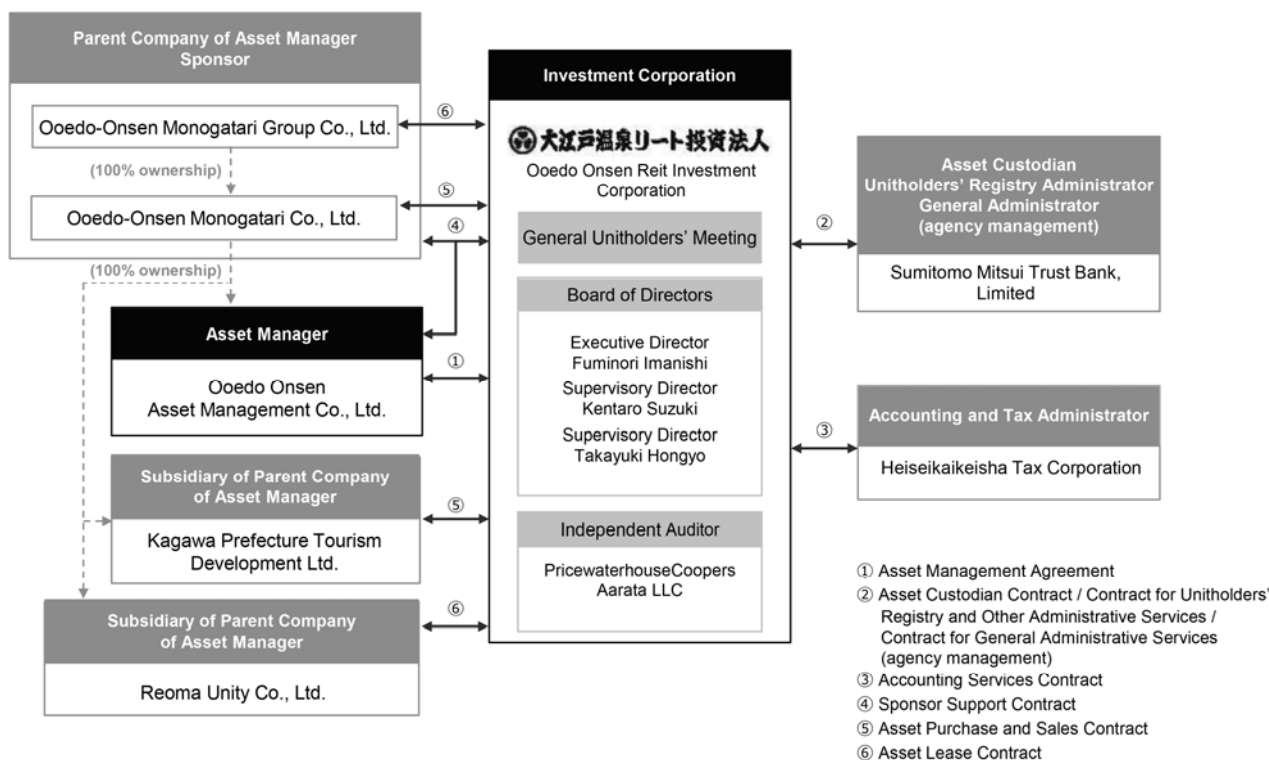 Parent Company of Asset Manager
Sponsor
Ooedo-Onsen Monogatari Group Co., Ltd.
(100% ownership)
Ooedo-Onsen Monogatari Co., Ltd.
(100% ownership)
Asset Manager
Ooedo Onsen
Asset Management Co., Ltd.
Subsidiary of Parent Company
of Asset Manager
Kagawa Prefecture Tourism
Development Ltd.
Subsidiary of Parent Company
of Asset Manager
Reoma Unity Co., Ltd.
⑥
⑤
④
①
⑤
⑥
Investment Corporation
大江戸温泉リート投資法人
Ooedo Onsen Reit Investment
Corporation
General Unitholders' Meeting
Board of Directors
Executive Director
Fuminori Imanishi
Supervisory Director
Kentaro Suzuki
Supervisory Director
Takayuki Hongyo
Independent Auditor
PricewaterhouseCoopers
Aarata LLC
②
③
Asset Custodian
Unitholders' Registry Administrator
General Administrator
(agency management)
Sumitomo Mitsui Trust Bank,
Limited
Accounting and Tax Administrator
Heiseikaikeisha Tax Corporation
① Asset Management Agreement
② Asset Custodian Contract / Contract for Unitholders'
Registry and Other Administrative Services /
Contract for General Administrative Services
(agency management)
③ Accounting Services Contract
④ Sponsor Support Contract
⑤ Asset Purchase and Sales Contract
⑥ Asset Lease Contract